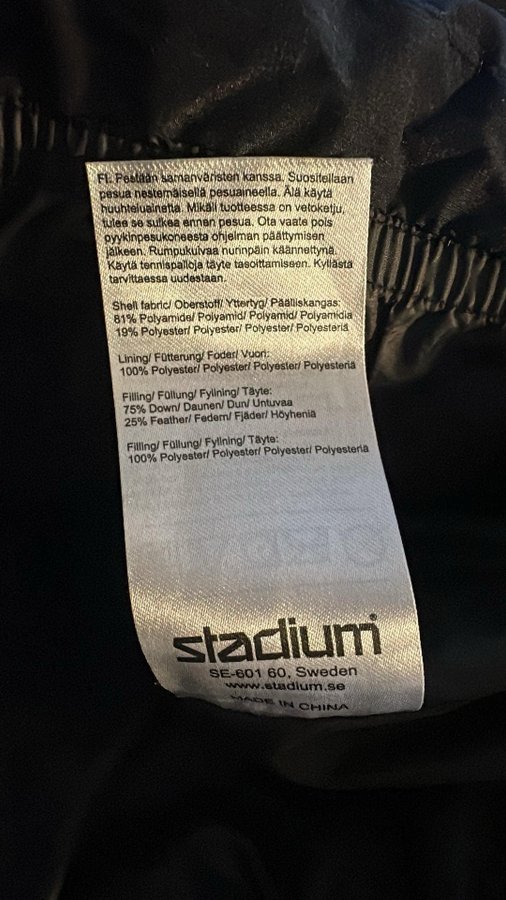 FI: Pestään samanväristen kanssa. Suositellaan
pesua nestemäisellä pesuaineella. Älä käytä
huuhteluainetta. Mikäli tuotteessa on vetoketju,
tulee se sulkea ennen pesua. Ota vaate pois
pyykinpesukoneesta ohjelman päättymisen
jälkeen. Rumpukuivaa nurinpäin käännettynä.
Käytä tennispalloja täyte tasoittamiseen. Kyllästä
tarvittaessa uudestaan.
Shell fabric/ Oberstoff/ Yttertyg/ Päälliskangas:
81% Polyamide/ Polyamid/ Polyamid/ Polyamidia
19% Polyester/ Polyester/ Polyester/ Polyesteriä
Lining/ Fütterung/ Foder/ Vuori:
100% Polyester/ Polyester/ Polyester/ Polyesteriä
Filling/ Füllung/ Fyllning/ Täyte:
75% Down/ Daunen/ Dun/ Untuvaa
25% Feather/ Federn/ Fjäder/ Höyheniä
Filling/ Füllung/ Fyllning/ Täyte:
100% Polyester/ Polyester/ Polyester/ Polyesteriä
stadium®
SE-601 60, Sweden
www.stadium.se
MADE IN CHINA